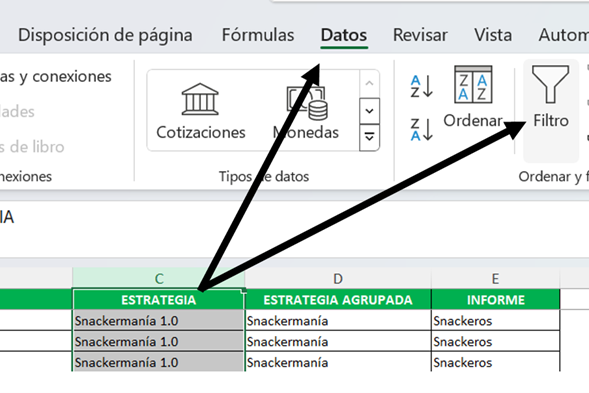 Disposición de página Fórmulas Datos Revisar Vista Autom
as y conexiones
dades
s de libro
nexiones
Cotizaciones Monedas
Tipos de datos
A Z
Z A
Z A A Z
Ordenar
Filtro
Ordenar y f
IA
C D E
ESTRATEGIA ESTRATEGIA AGRUPADA INFORME
Snackermanía 1.0 Snackermanía Snackeros
Snackermanía 1.0 Snackermanía Snackeros
Snackermanía 1.0 Snackermanía Snackeros